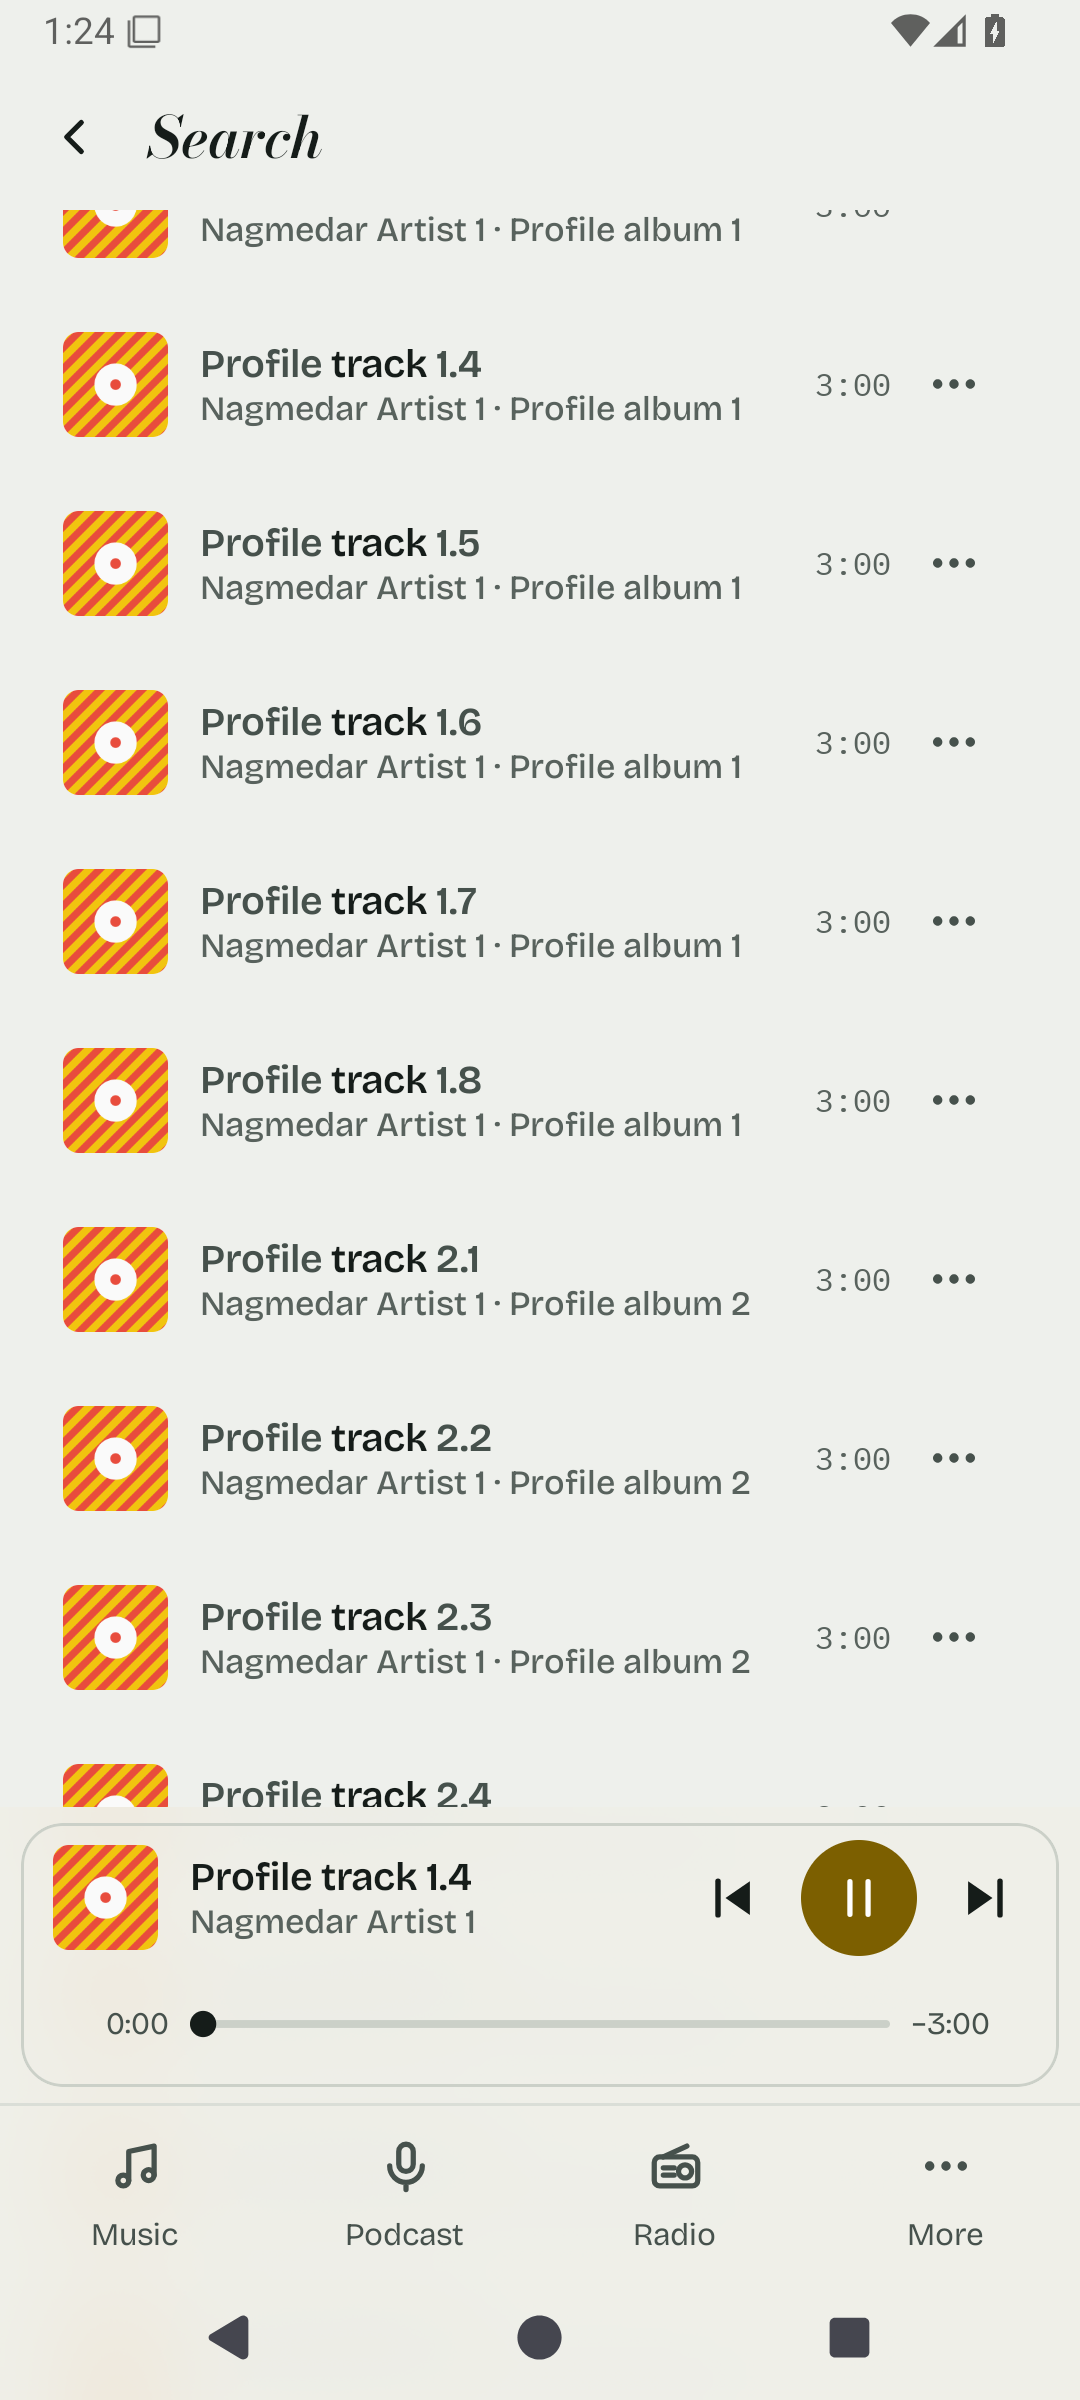 1:24
Search
Nagmedar Artist 1 · Profile album 1
Profile track 1.4
3:00
Nagmedar Artist 1 · Profile album 1
Profile track 1.5
3:00
Nagmedar Artist 1 · Profile album 1
Profile track 1.6
3:00
Nagmedar Artist 1 · Profile album 1
Profile track 1.7
3:00
Nagmedar Artist 1 · Profile album 1
Profile track 1.8
3:00
Nagmedar Artist 1 · Profile album 1
Profile track 2.1
3:00
Nagmedar Artist 1 · Profile album 2
Profile track 2.2
3:00
Nagmedar Artist 1 · Profile album 2
Profile track 2.3
3:00
Nagmedar Artist 1 · Profile album 2
Profile track 2.4
Profile track 1.4
Nagmedar Artist 1
0:00
-3:00
Music
Podcast
Radio
More